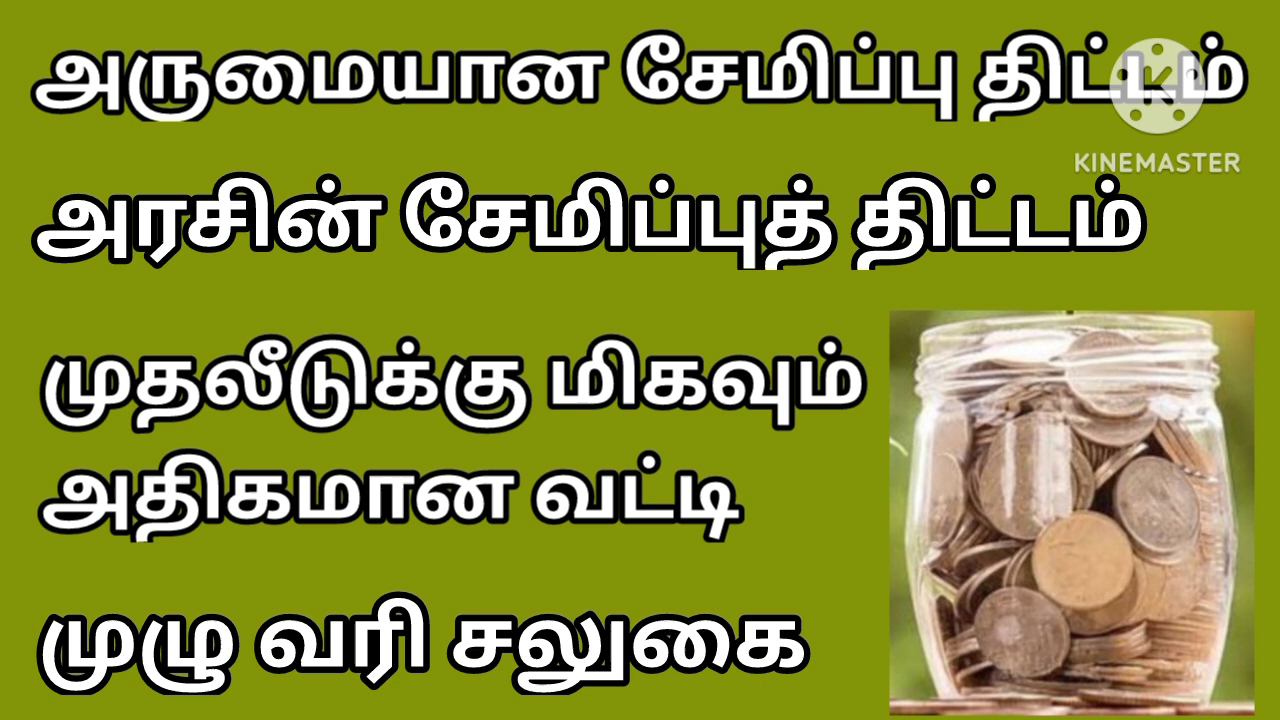 அருமையான சேமிப்பு திட்டம்
KINEMASTER
அரசின் சேமிப்புத் திட்டம்
முதலீடுக்கு மிகவும்
அதிகமான வட்டி
முழு வரி சலுகை